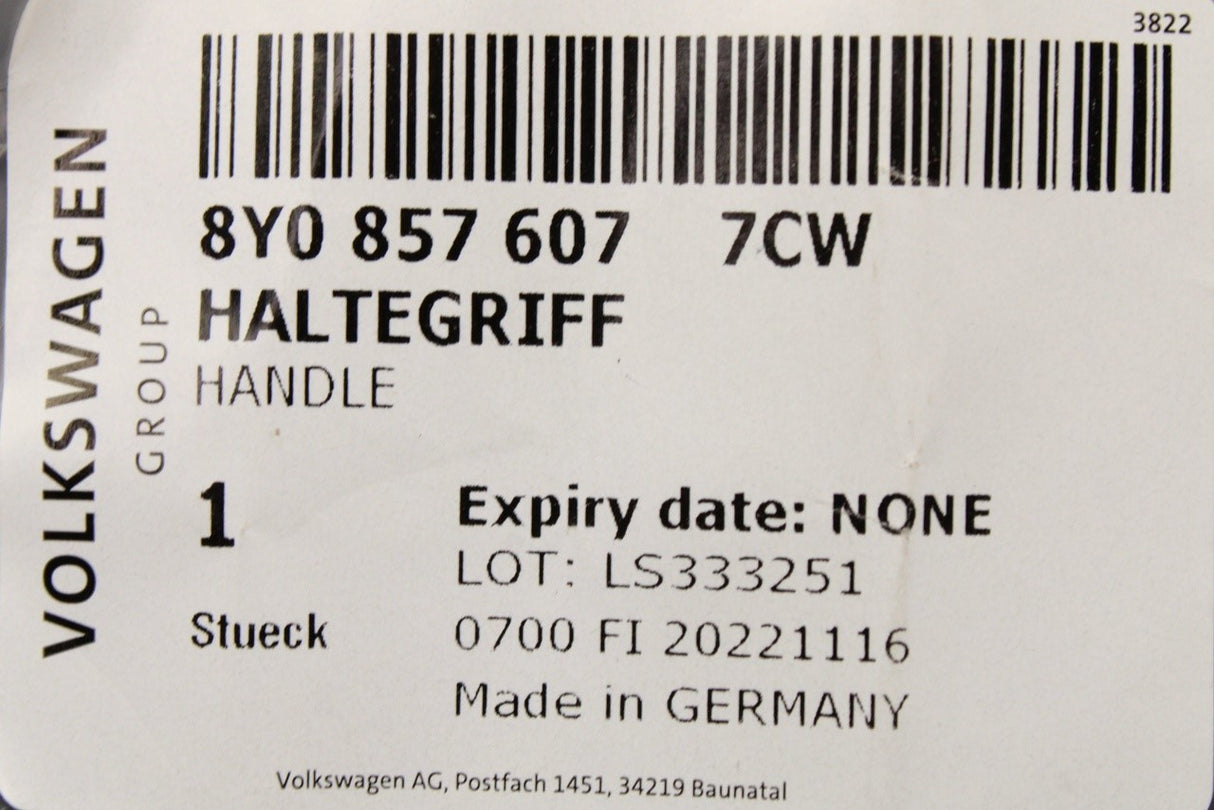 3822
8Y0 857 607 7CW
HALTEGRIFF
HANDLE
VOLKSWAGEN
GROUP
1
Stueck
Expiry date: NONE
LOT: LS333251
0700 FI 20221116
Made in GERMANY
Volkswagen AG, Postfach 1451, 34219 Baunatal